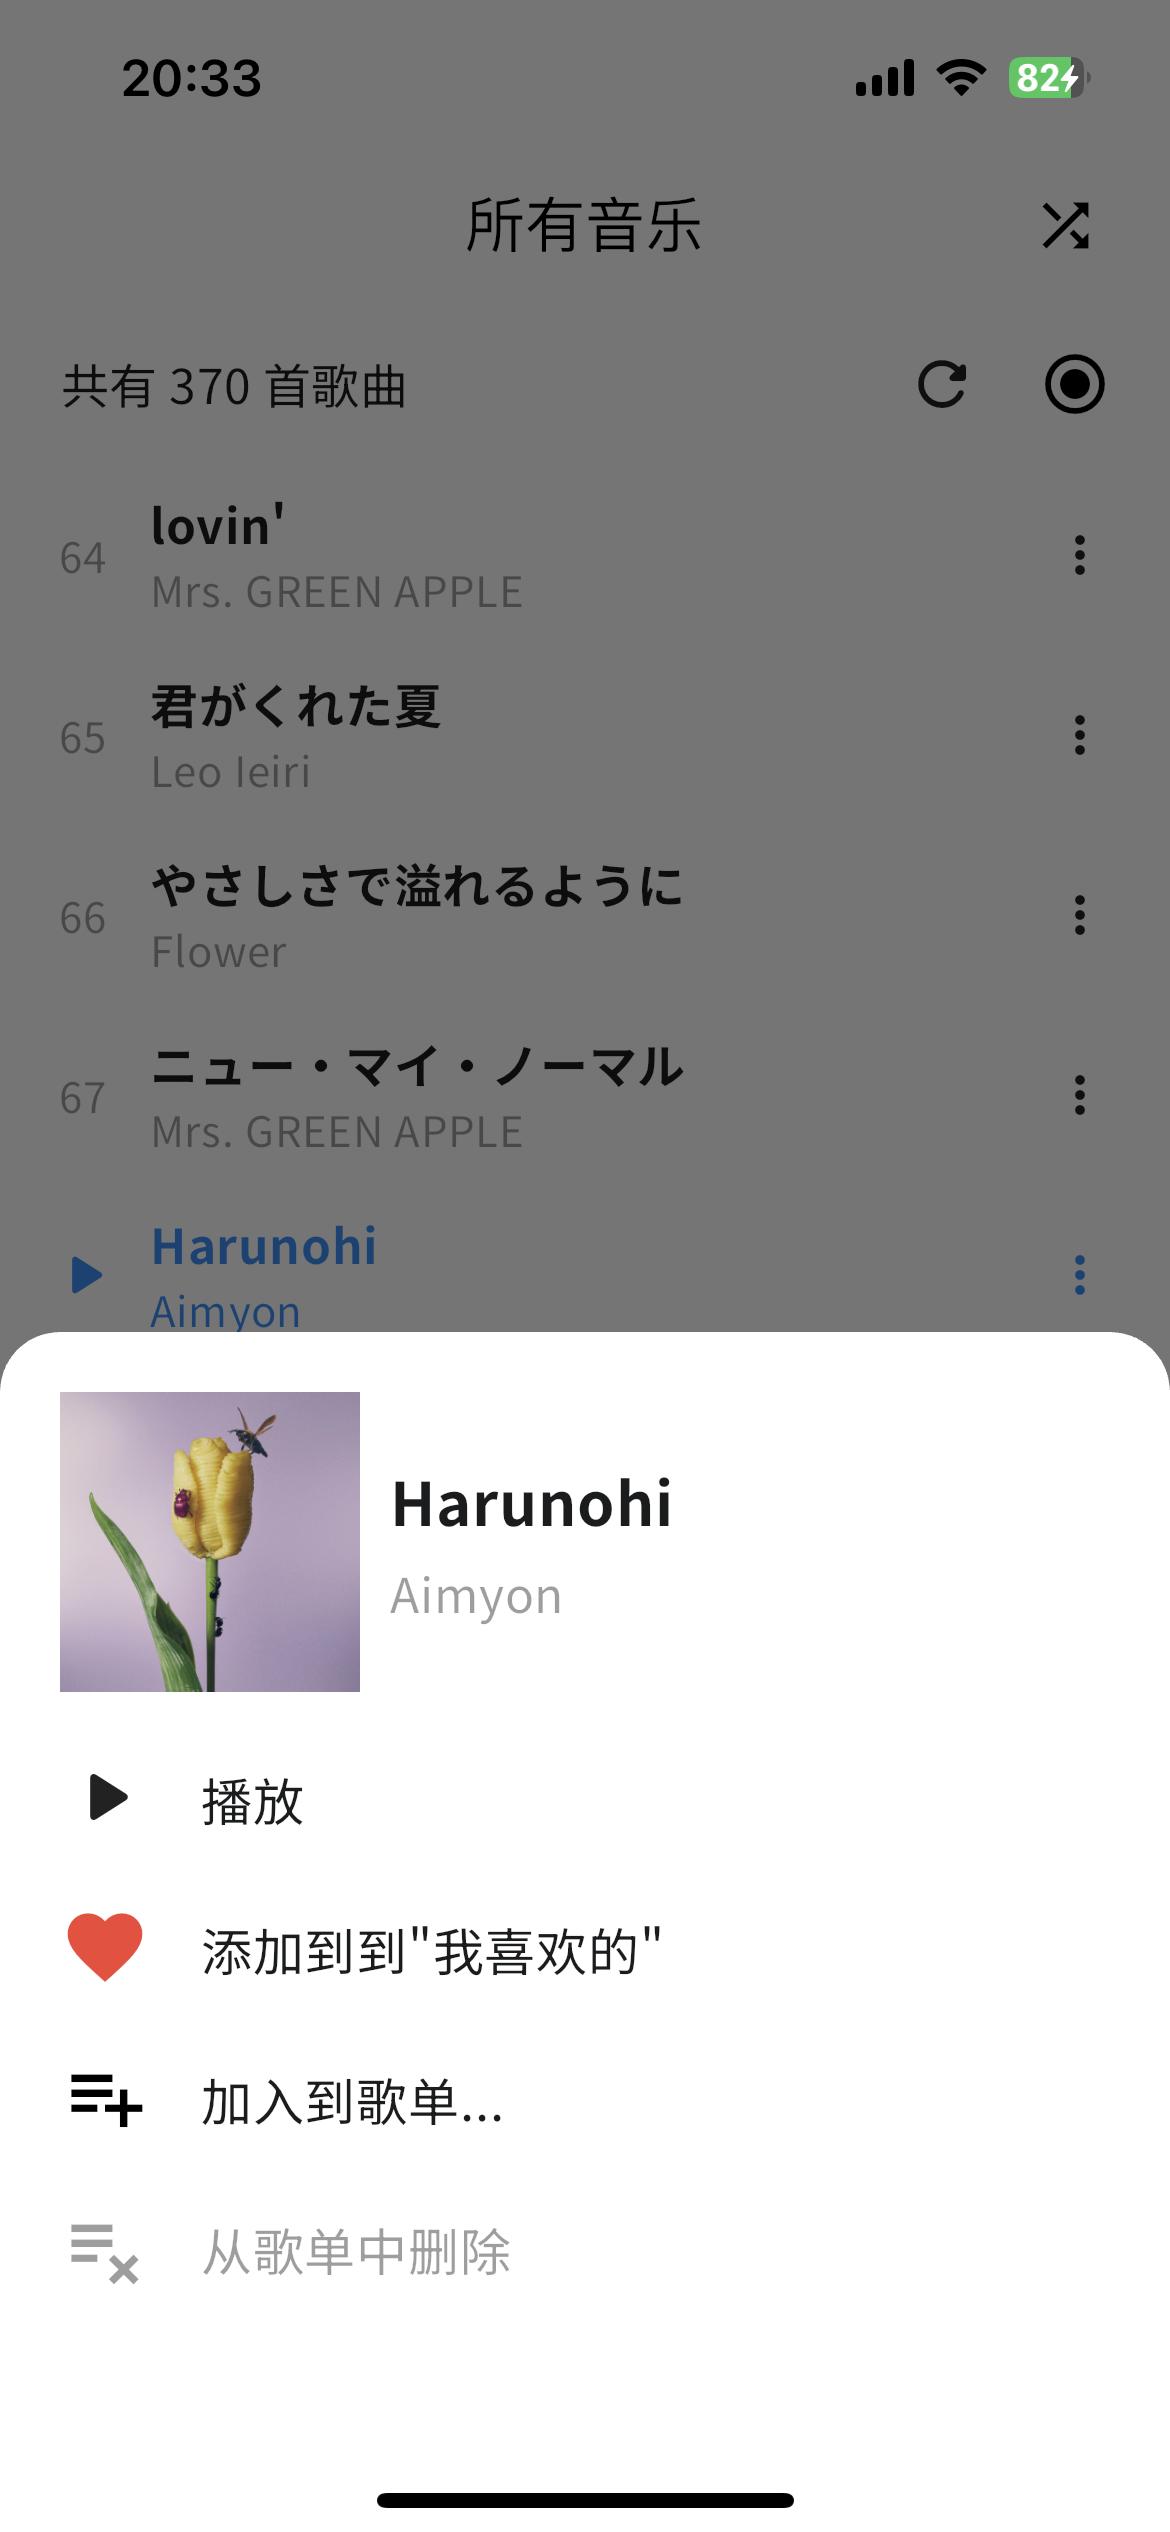 20:33
82
所有音乐
共有 370 首歌曲
64
lovin'
Mrs. GREEN APPLE
65
君がくれた夏
Leo Ieiri
66
やさしさで溢れるように
Flower
67
ニュー・マイ・ノーマル
Mrs. GREEN APPLE
Harunohi
Aimyon
Harunohi
Aimyon
播放
添加到到"我喜欢的"
加入到歌单...
从歌单中删除